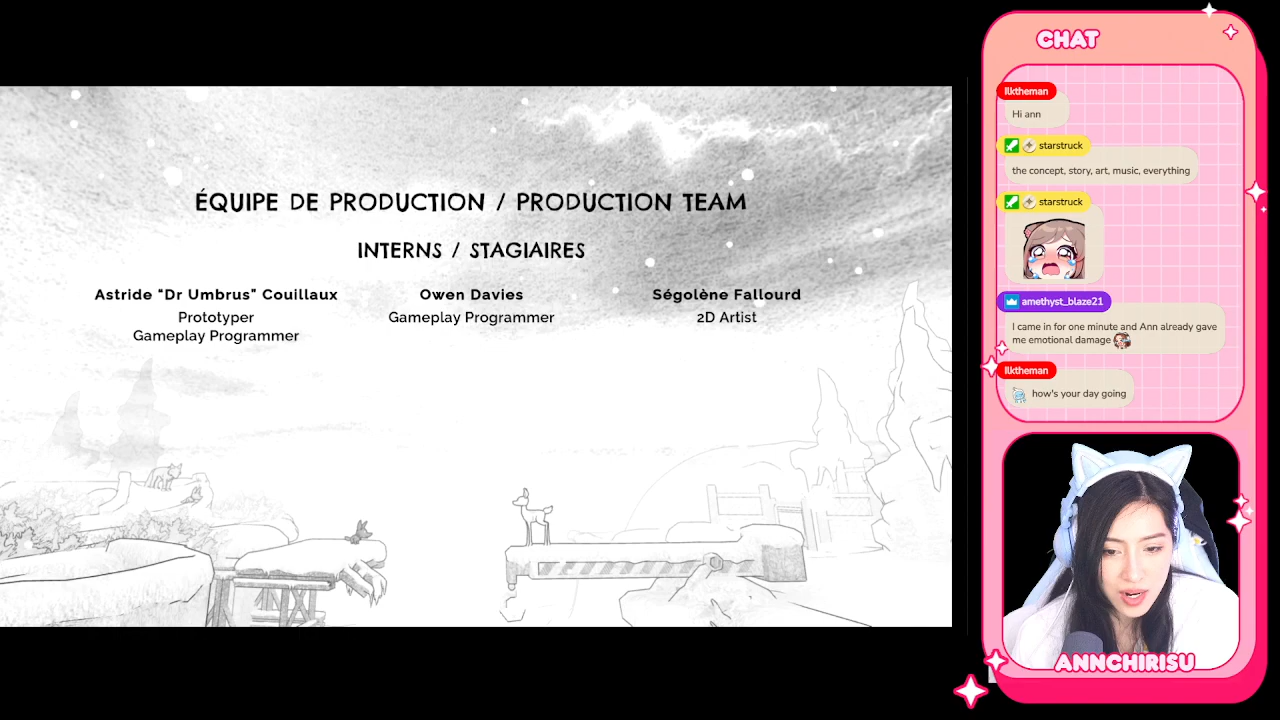 ÉQUIPE DE PRODUCTION / PRODUCTION TEAM
INTERNS / STAGIAIRES
Astride “Dr Umbrus” Couillaux
Prototyper
Gameplay Programmer
Owen Davies
Gameplay Programmer
Ségolène Fallourd
2D Artist
CHAT
llktheman
Hi ann
starstruck
the concept, story, art, music, everything
starstruck
amethyst_blaze21
I came in for one minute and Ann already gave
me emotional damage
llktheman
how's your day going
ANNCHIRISU